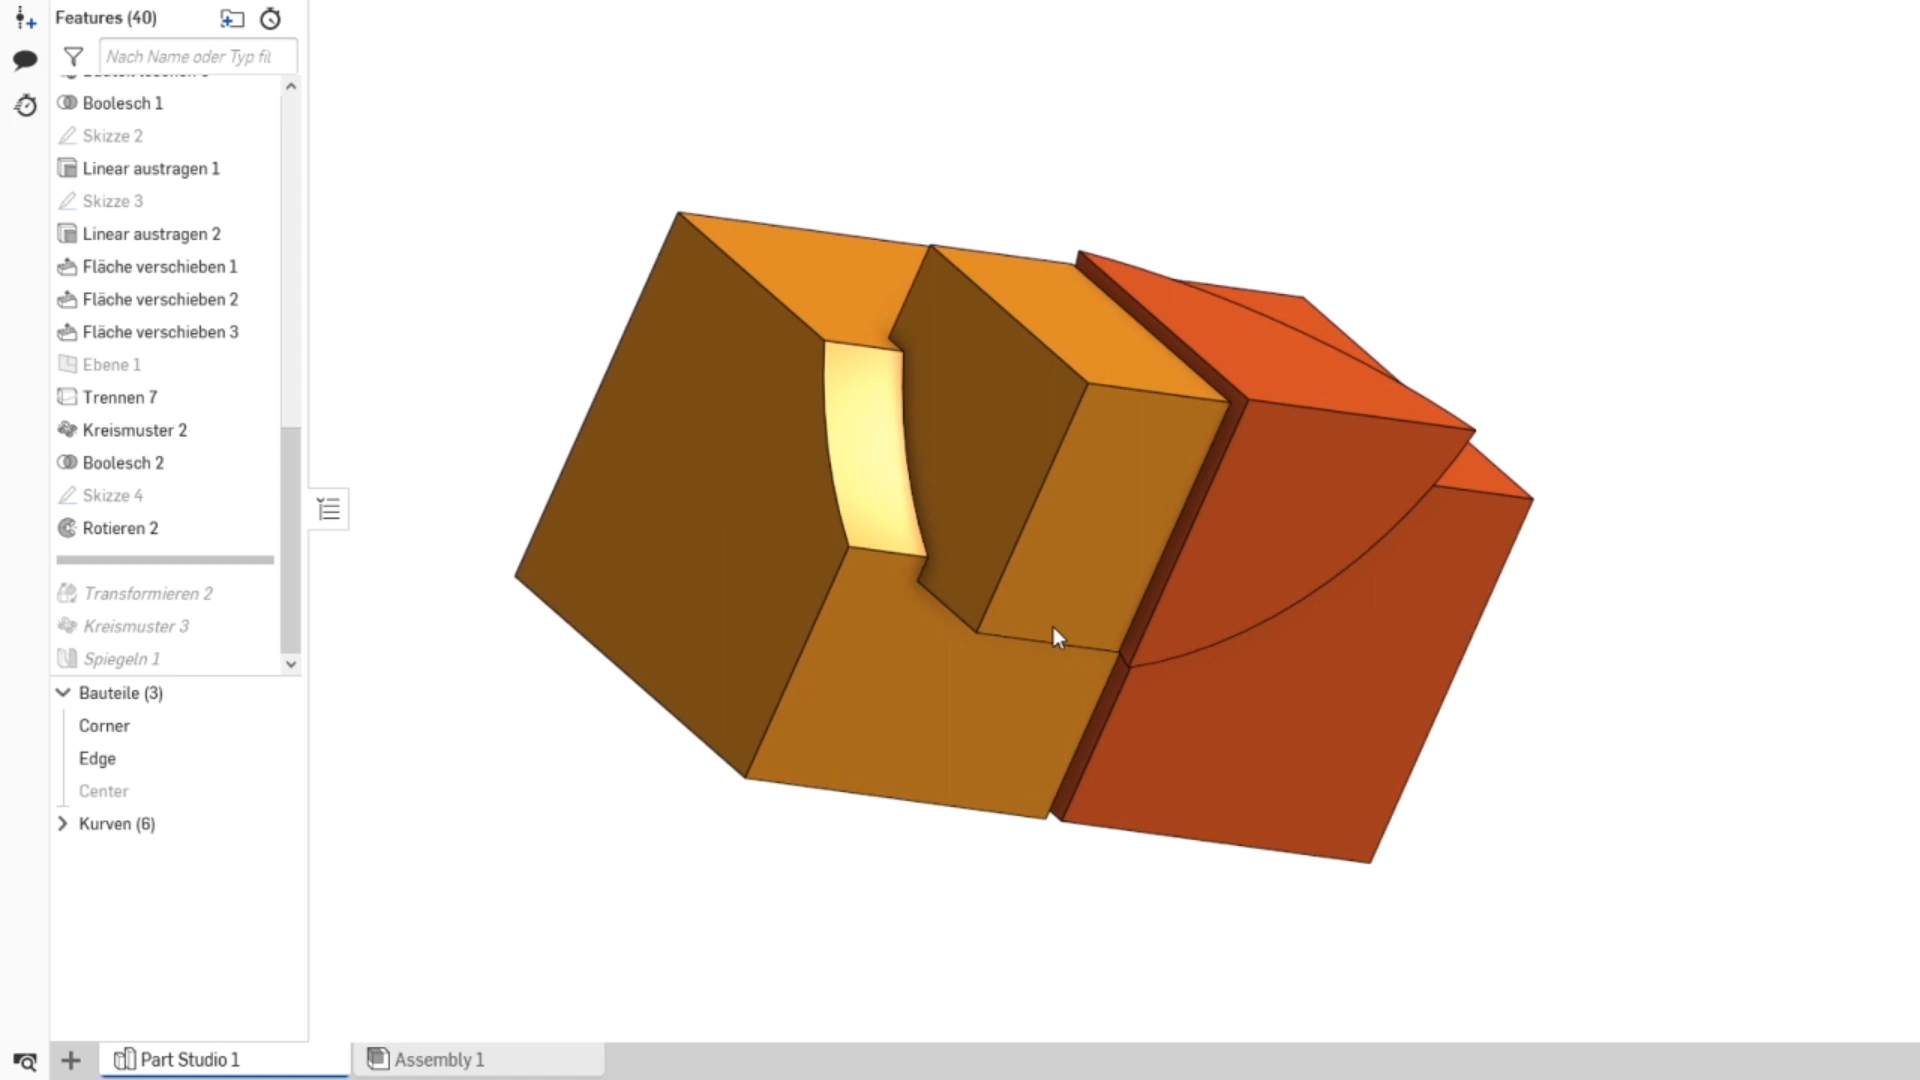 Features (40)
Nach Name oder Typ fil
Boolesch 1
Skizze 2
Linear austragen 1
Skizze 3
Linear austragen 2
Fläche verschieben 1
Fläche verschieben 2
Fläche verschieben 3
Ebene 1
Trennen 7
Kreismuster 2
Boolesch 2
Skizze 4
Rotieren 2
Transformieren 2
Kreismuster 3
Spiegeln 1
Bauteile (3)
Corner
Edge
Center
Kurven (6)
Part Studio 1
Assembly 1